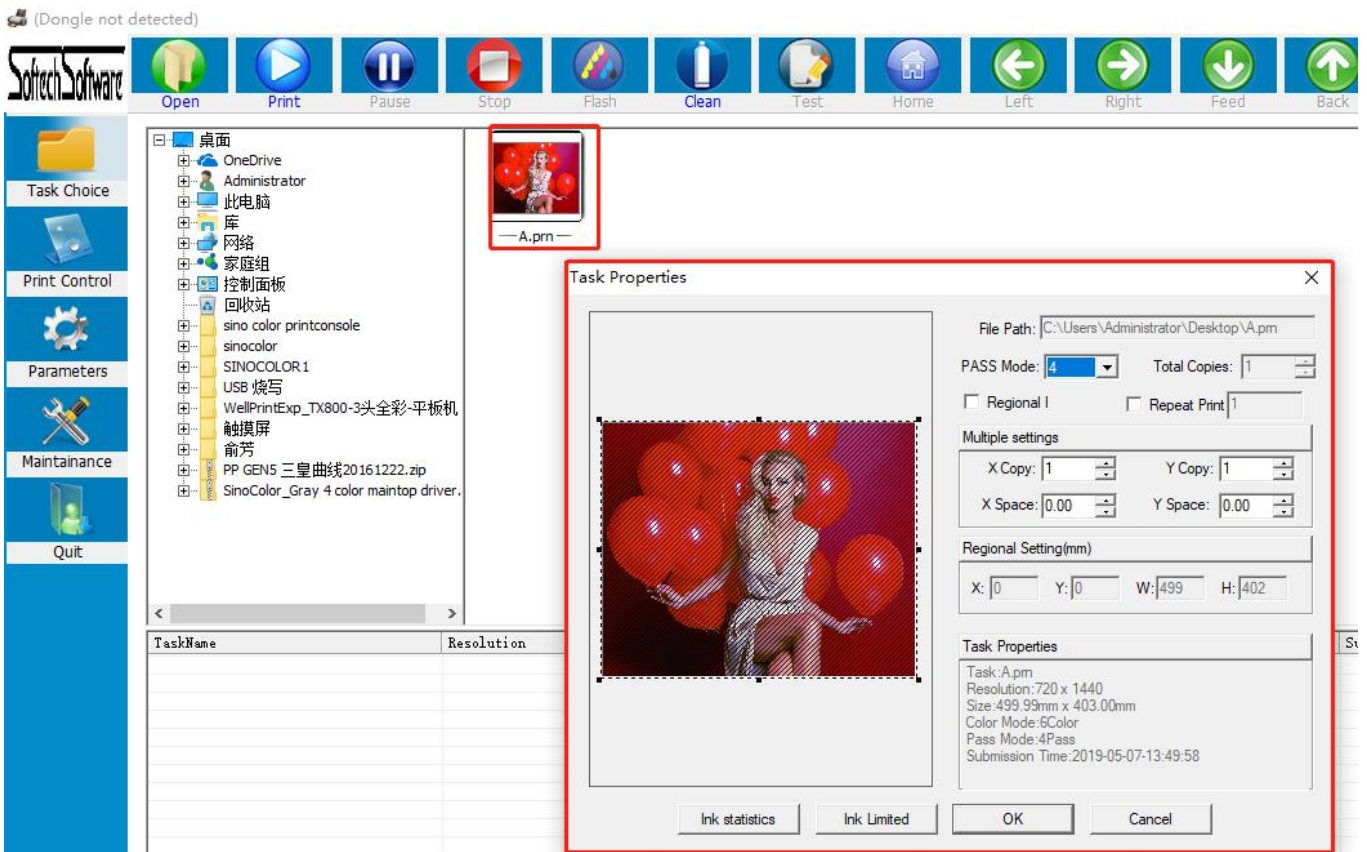 (Dongle not detected)
Softech Software
Open
Print
Pause
Stop
Flash
Clean
Test
Home
Left
Right
Feed
Back
Task Choice
Print Control
Parameters
Maintainance
Quit
桌面
OneDrive
Administrator
此电脑
库
网络
家庭组
控制面板
回收站
sino color printconsole
sinocolor
SINOCOLOR1
USB 烧写
WellPrintExp_TX800-3头全彩-平板机
触摸屏
俞芳
PP GEN5 三皇曲线20161222.zip
SinoColor_Gray 4 color maintop driver.
A.prn
TaskName
Resolution
Su
Task Properties
File Path: C:\Users\Administrator\Desktop\A.prn
PASS Mode: 4 Total Copies: 1
Regional I Repeat Print 1
Multiple settings
X Copy: 1 Y Copy: 1
X Space: 0.00 Y Space: 0.00
Regional Setting(mm)
X: 0 Y: 0 W: 499 H: 402
Task Properties
Task:A.prn
Resolution:720 x 1440
Size:499.99mm x 403.00mm
Color Mode:6Color
Pass Mode:4Pass
Submission Time:2019-05-07-13:49:58
Ink statistics
Ink Limited
OK
Cancel